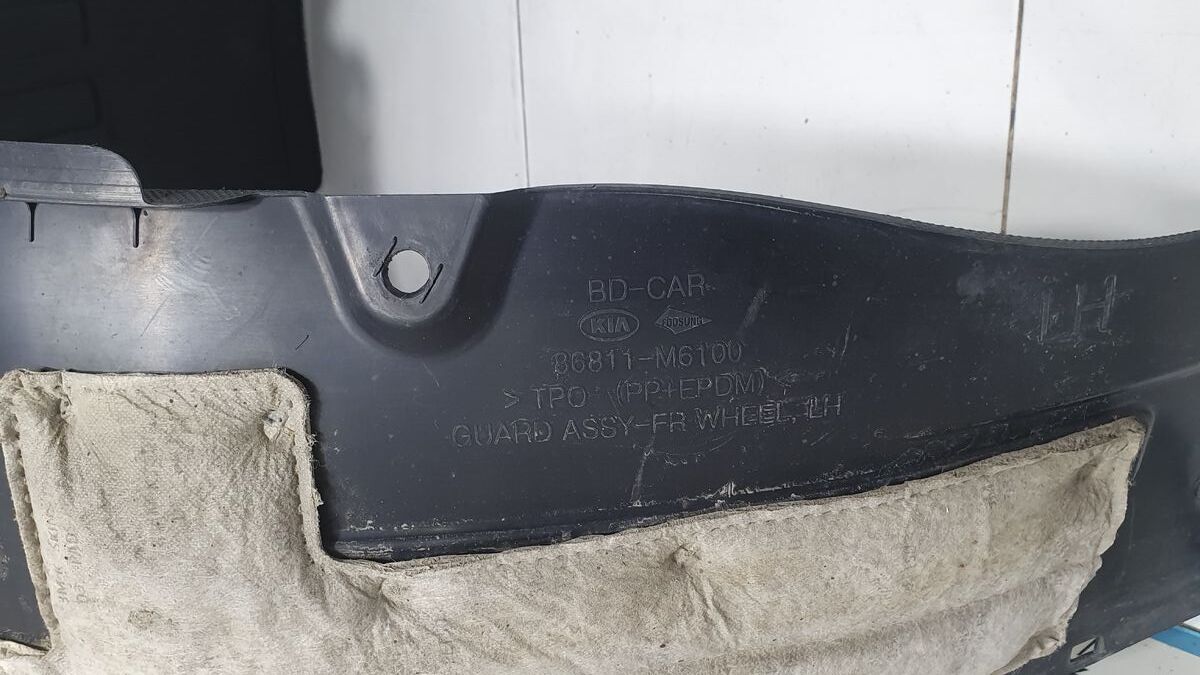 BD-CAR
KIA
86811-M6100
> TPO (PP+EPDM)
GUARD ASSY-FR WHEEL, LH
LH